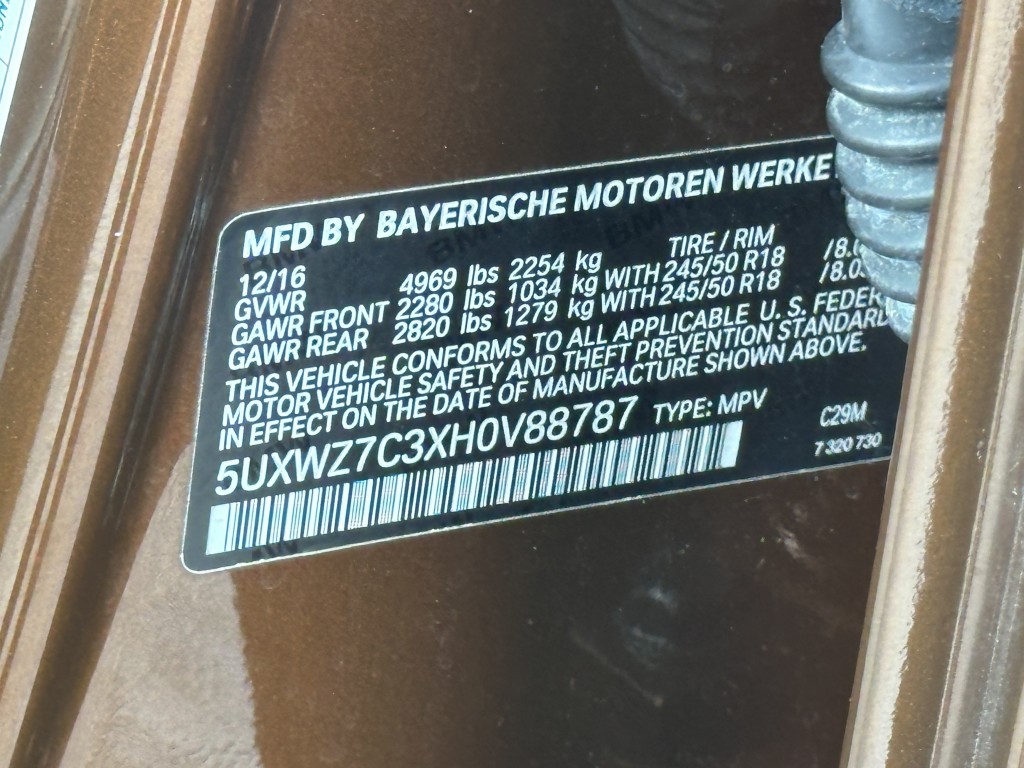 MFD BY BAYERISCHE MOTOREN WERKE
12/16 TIRE / RIM
GVWR 4969 lbs 2254 kg
GAWR FRONT 2280 lbs 1034 kg WITH 245/50 R18
GAWR REAR 2820 lbs 1279 kg WITH 245/50 R18
THIS VEHICLE CONFORMS TO ALL APPLICABLE U. S.
MOTOR VEHICLE SAFETY AND THEFT PREVENTION STANDARD
IN EFFECT ON THE DATE OF MANUFACTURE SHOWN ABOVE.
5UXWZ7C3XH0V88787 TYPE: MPV C29M
7 320 730